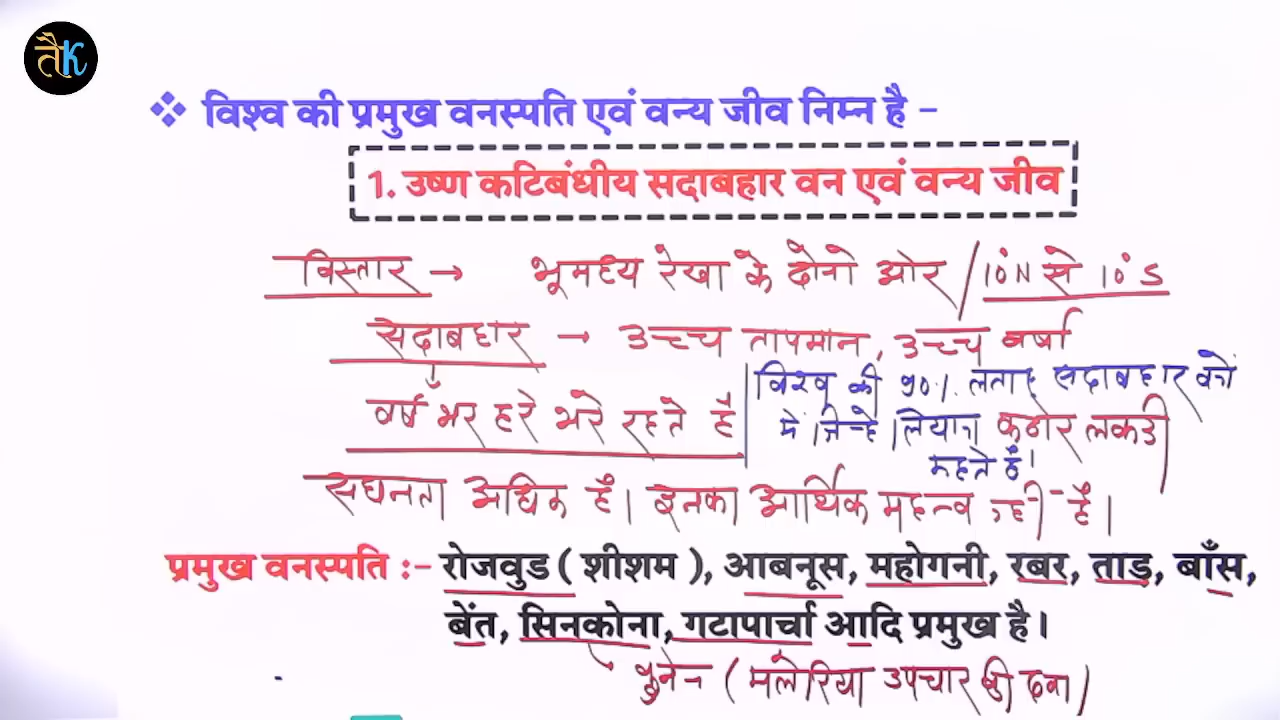 तैK
❖ विश्व की प्रमुख वनस्पति एवं वन्य जीव निम्न है -
1. उष्ण कटिबंधीय सदाबहार वन एवं वन्य जीव
विस्तार → भूमध्य रेखा के दोनो ओर / 10°N से 10°S
सदाबहार → उच्च तापमान, उच्च वर्षा
वर्ष भर हरे भरे रहते है
विश्व की 90%. लताए सदाबहार वनो
में जिन्हे लियाना कठोर लकडी
कहते है।
सघनता अधिक है। इनका आर्थिक महत्व नही है।
प्रमुख वनस्पति :- रोजवुड ( शीशम ), आबनूस, महोगनी, रबर, ताड़, बाँस,
बेंत, सिनकोना, गटापार्चा आदि प्रमुख है।
कुनेन ( मलेरिया उपचार की दवा )